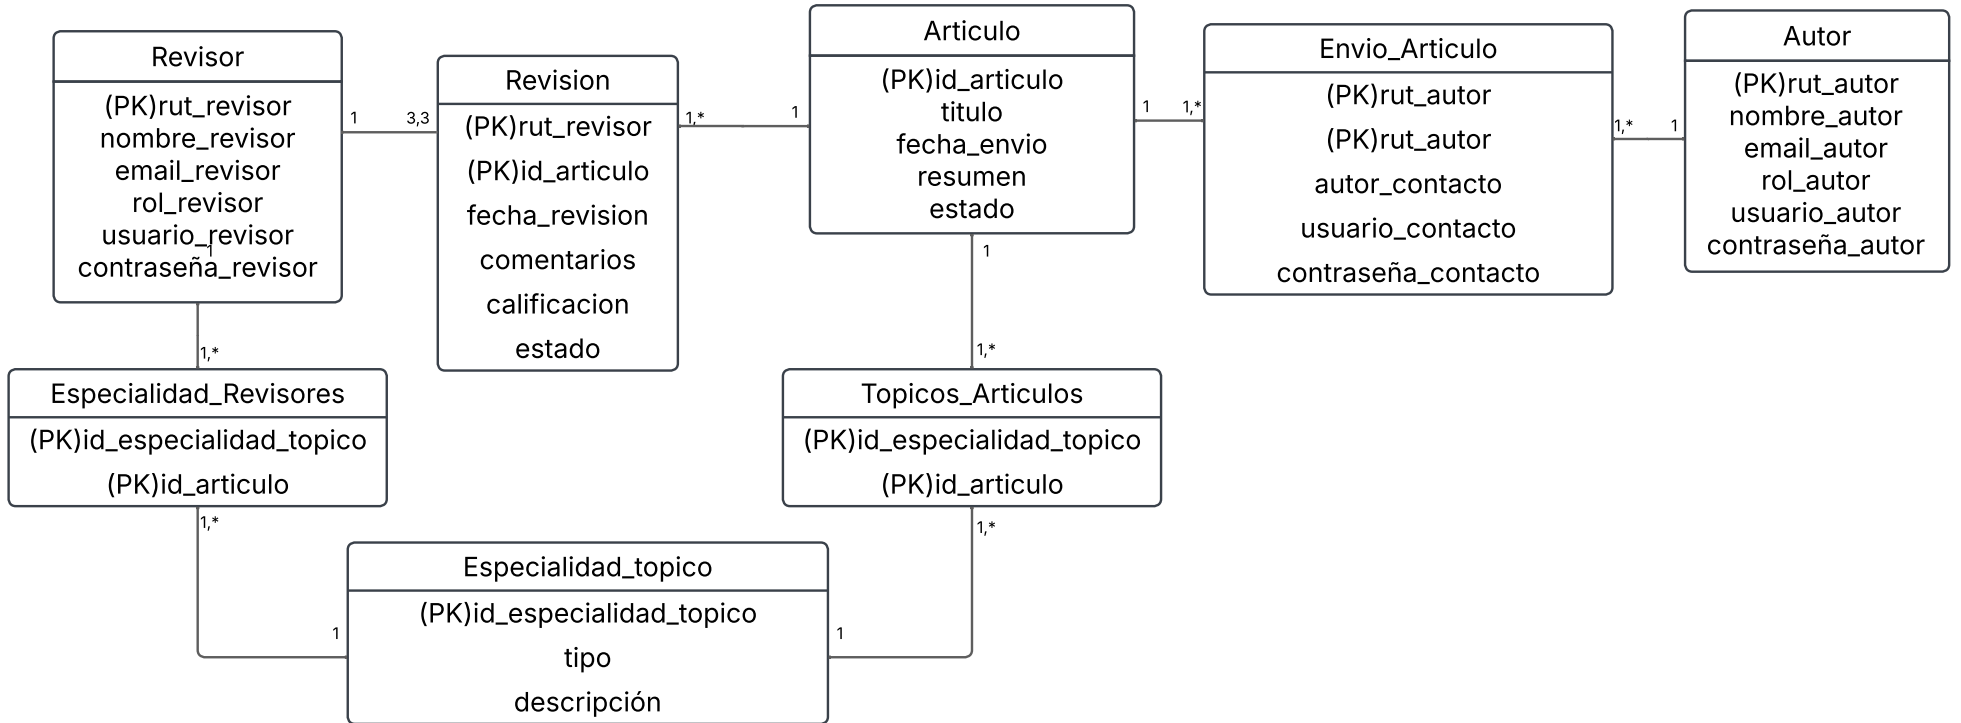 Revisor
(PK)rut_revisor
nombre_revisor
email_revisor
rol_revisor
usuario_revisor
1
contraseña_revisor
1
3,3
Revision
(PK)rut_revisor
(PK)id_articulo
fecha_revision
comentarios
calificacion
estado
1,*
1
Articulo
(PK)id_articulo
titulo
fecha_envio
resumen
estado
1
1,*
Envio_Articulo
(PK)rut_autor
(PK)rut_autor
autor_contacto
usuario_contacto
contraseña_contacto
1,*
1
Autor
(PK)rut_autor
nombre_autor
email_autor
rol_autor
usuario_autor
contraseña_autor
1,*
Especialidad_Revisores
(PK)id_especialidad_topico
(PK)id_articulo
1,*
1
1,*
Topicos_Articulos
(PK)id_especialidad_topico
(PK)id_articulo
1,*
1
Especialidad_topico
(PK)id_especialidad_topico
tipo
descripción
1